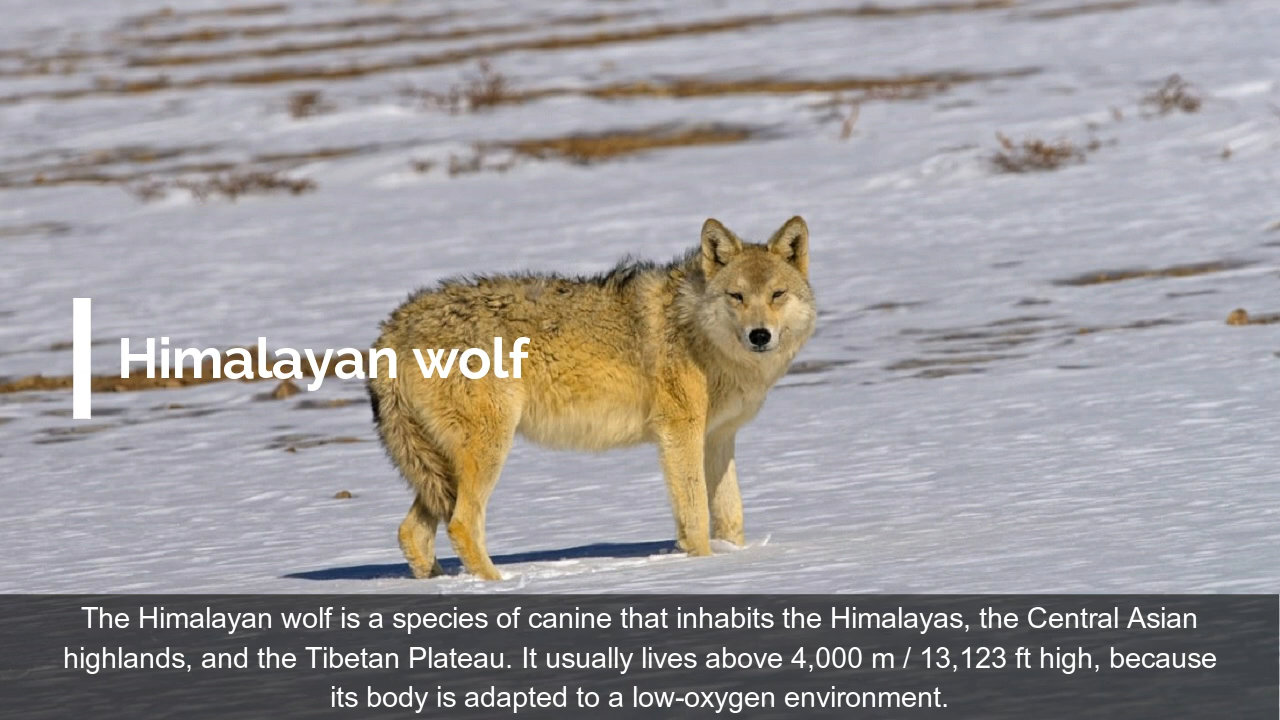 Himalayan wolf
The Himalayan wolf is a species of canine that inhabits the Himalayas, the Central Asian
highlands, and the Tibetan Plateau. It usually lives above 4,000 m / 13,123 ft high, because
its body is adapted to a low-oxygen environment.